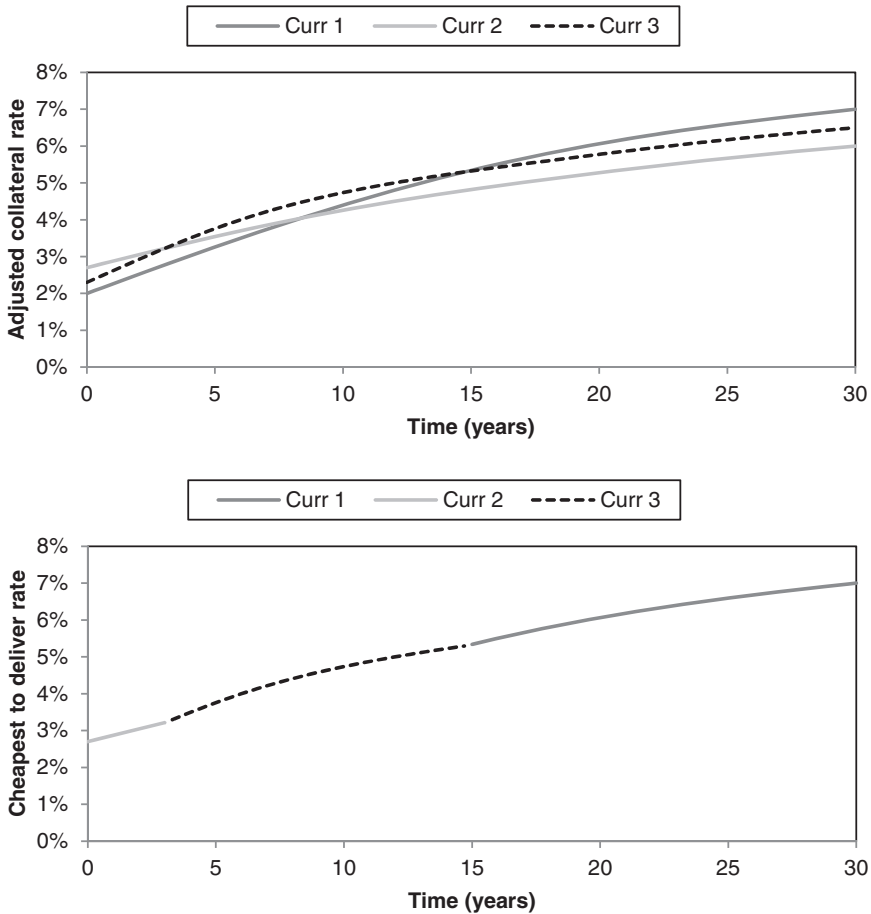 Curr 1 Curr 2 Curr 3
8%
7%
6%
5%
4%
3%
2%
1%
0%
Adjusted collateral rate
0 5 10 15 20 25 30
Time (years)
Curr 1 Curr 2 Curr 3
8%
7%
6%
5%
4%
3%
2%
1%
0%
Cheapest to deliver rate
0 5 10 15 20 25 30
Time (years)